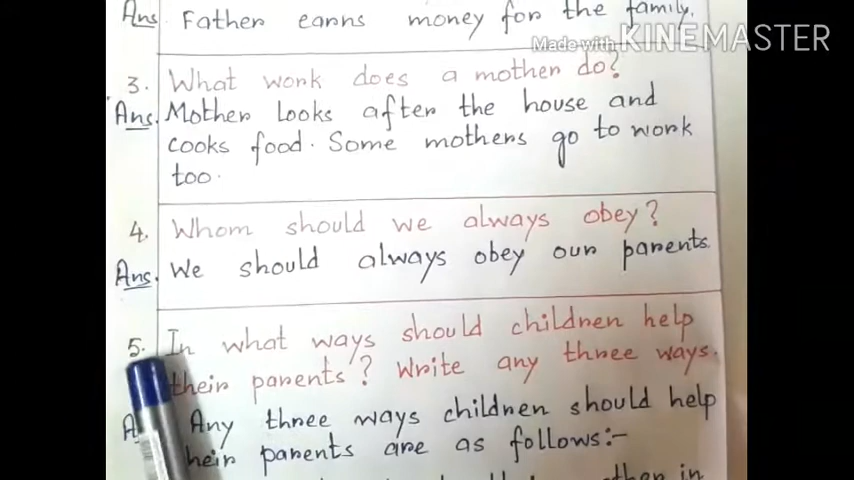 Ans Father earns money for the family.
Made with KINEMASTER
3. What work does a mother do?
Ans. Mother looks after the house and
cooks food. Some mothers go to work
too.
4. Whom should we always obey?
Ans. We should always obey our parents.
5. In what ways should children help
their parents? Write any three ways.
Any three ways children should help
their parents are as follows:-
in